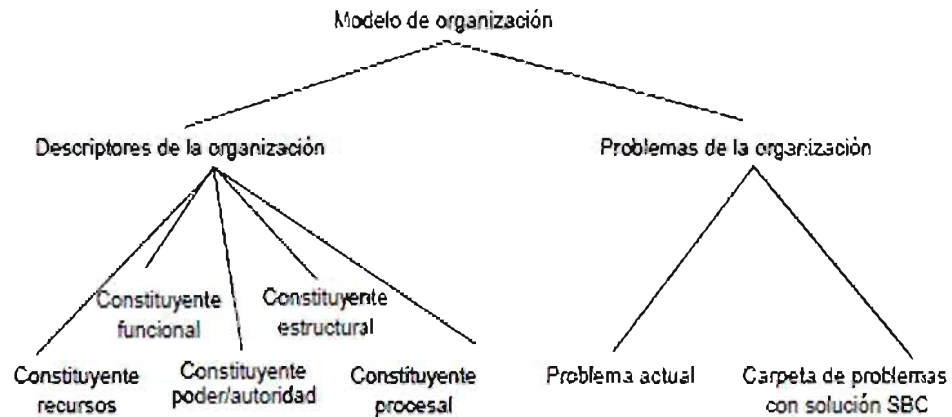 Modelo de organización
Descriptores de la organización
Problemas de la organización
Constituyente
funcional
Constituyente
estructural
Constituyente
recursos
Constituyente
poder/autoridad
Constituyente
procesal
Problema actual
Carpeta de problemas
con solución SBC